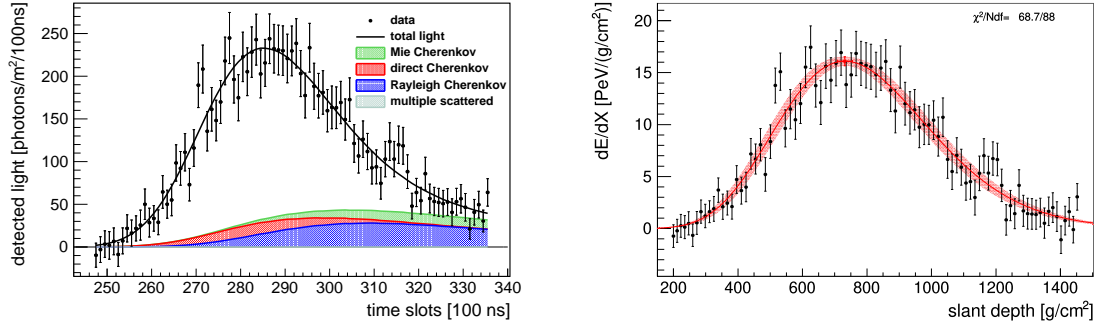 detected light [photons/m²/100ns]
250
200
150
100
50
0
data
total light
Mie Cherenkov
direct Cherenkov
Rayleigh Cherenkov
multiple scattered
250 260 270 280 290 300 310 320 330 340
time slots [100 ns]
dE/dX [PeV/(g/cm²)]
20
15
10
5
0
χ²/Ndf= 68.7/88
200 400 600 800 1000 1200 1400
slant depth [g/cm²]